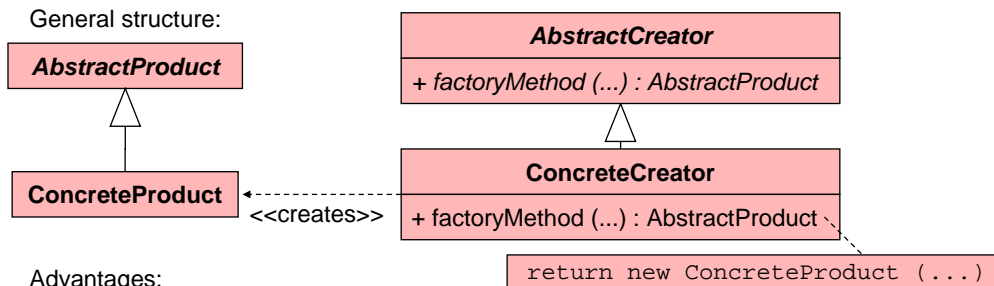 General structure:
AbstractProduct
AbstractCreator
+ factoryMethod (...) : AbstractProduct
ConcreteProduct
<<creates>>
ConcreteCreator
+ factoryMethod (...) : AbstractProduct
return new ConcreteProduct (...)
Advantages: